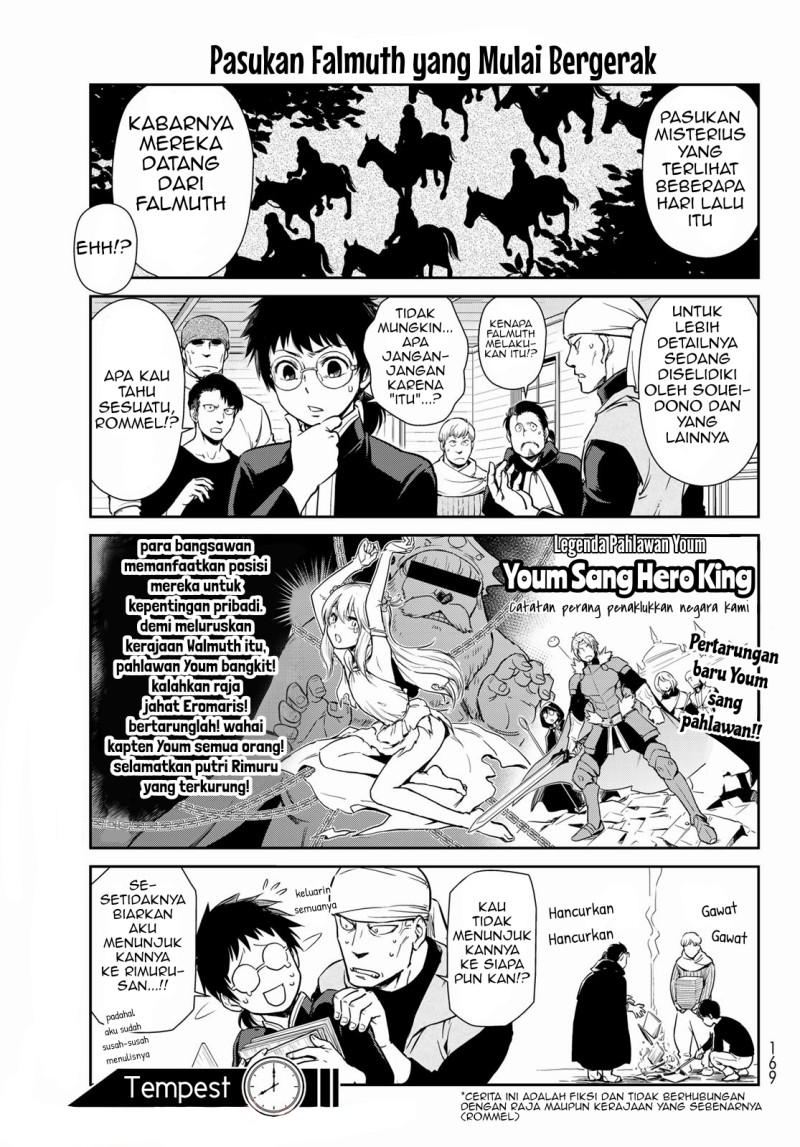 Pasukan Falmuth yang Mulai Bergerak
PASUKAN
MISTERIUS
YANG
TERLIHAT
BEBERAPA
HARI LALU
ITU
KABARNYA
MEREKA
DATANG
DARI
FALMUTH
EHH!?
UNTUK
LEBIH
DETAILNYA
SEDANG
DISELIDIKI
OLEH SOUEI-
DONO DAN
YANG
LAINNYA
KENAPA
FALMUTH
MELAKU-
KAN ITU!?
TIDAK
MUNGKIN...
APA
JANGAN-
JANGAN
KARENA
"ITU"....?
APA KAU
TAHU
SESUATU,
ROMMEL!?
Legenda Pahlawan Youm
Youm Sang Hero King
Catatan perang penaklukkan negara kami
Pertarungan
baru Youm
sang
pahlawan!!
para bangsawan
memanfaatkan posisi
mereka untuk
kepentingan pribadi.
demi meluruskan
kerajaan Walmuth itu,
pahlawan Youm bangkit!
kalahkan raja
jahat Eromaris!
bertarunglah! wahai
kapten Youm semua orang!
selamatkan putri Rimuru
yang terkurung!
Gawat
Gawat
Hancurkan
Hancurkan
KAU
TIDAK
MENUNJUK
KANNYA
KE SIAPA
PUN KAN!?
keluarin
semuanya
SE-
SETIDAKNYA
BIARKAN
AKU
MENUNJUK
KANNYA
KE RIMURU-
SAN...!!
padahal
aku sudah
susah-susah
menulisnya
Tempest
169
*CERITA INI ADALAH FIKSI DAN TIDAK BERHUBUNGAN
DENGAN RAJA MAUPUN KERAJAAN YANG SEBENARNYA
(ROMMEL)